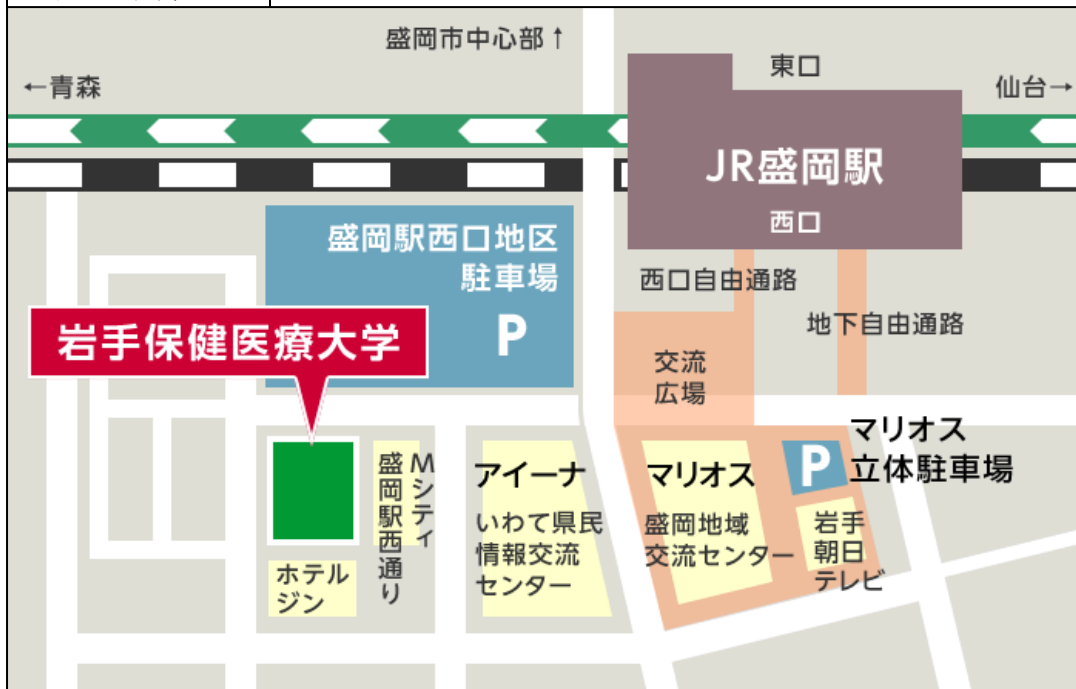 盛岡市中心部↑
東口
←青森
仙台→
JR盛岡駅
西口
盛岡駅西口地区
駐車場
P
西口自由通路
地下自由通路
岩手保健医療大学
交流
広場
マリオス
立体駐車場
P
Mシティ
盛岡駅西通り
アイーナ
いわて県民
情報交流
センター
マリオス
盛岡地域
交流センター
岩手
朝日
テレビ
ホテル
ジン